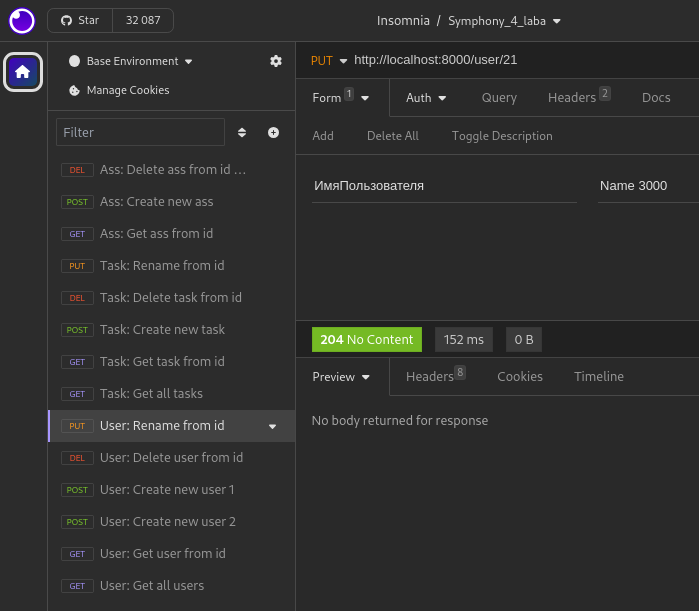 Star 32 087 Insomnia / Symphony_4_laba
Base Environment
Manage Cookies
Filter
DEL Ass: Delete ass from id ...
POST Ass: Create new ass
GET Ass: Get ass from id
PUT Task: Rename from id
DEL Task: Delete task from id
POST Task: Create new task
GET Task: Get task from id
GET Task: Get all tasks
PUT User: Rename from id
DEL User: Delete user from id
POST User: Create new user 1
POST User: Create new user 2
GET User: Get user from id
GET User: Get all users
PUT http://localhost:8000/user/21
Form 1 Auth Query Headers 2 Docs
Add Delete All Toggle Description
ИмяПользователя Name 3000
204 No Content 152 ms 0 B
Preview Headers 8 Cookies Timeline
No body returned for response